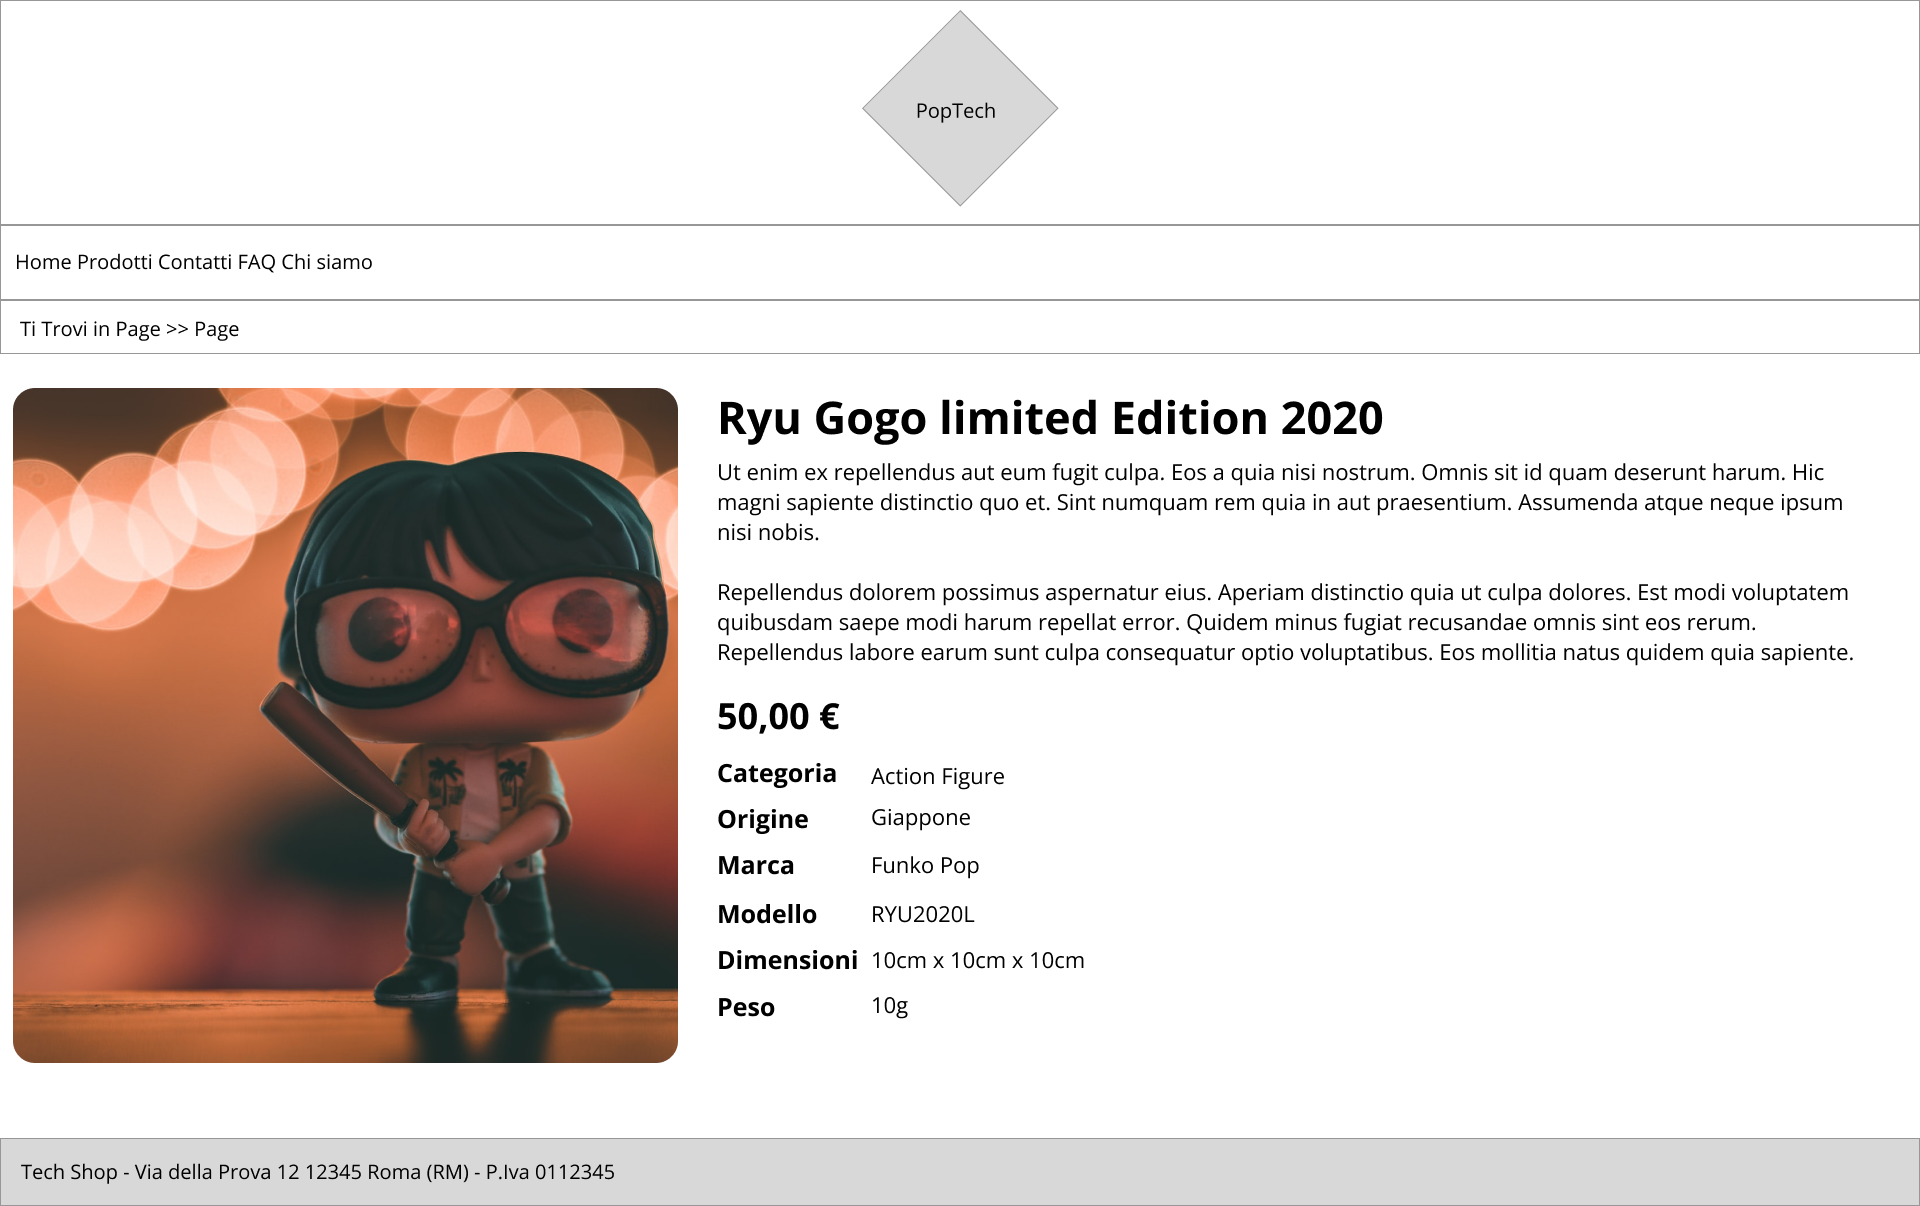 PopTech
Home Prodotti Contatti FAQ Chi siamo
Ti Trovi in Page >> Page
Ryu Gogo limited Edition 2020
Ut enim ex repellendus aut eum fugit culpa. Eos a quia nisi nostrum. Omnis sit id quam deserunt harum. Hic
magni sapiente distinctio quo et. Sint numquam rem quia in aut praesentium. Assumenda atque neque ipsum
nisi nobis.
Repellendus dolorem possimus aspernatur eius. Aperiam distinctio quia ut culpa dolores. Est modi voluptatem
quibusdam saepe modi harum repellat error. Quidem minus fugiat recusandae omnis sint eos rerum.
Repellendus labore earum sunt culpa consequatur optio voluptatibus. Eos mollitia natus quidem quia sapiente.
50,00 €
Categoria Action Figure
Origine Giappone
Marca Funko Pop
Modello RYU2020L
Dimensioni 10cm x 10cm x 10cm
Peso 10g
Tech Shop - Via della Prova 12 12345 Roma (RM) - P.Iva 0112345